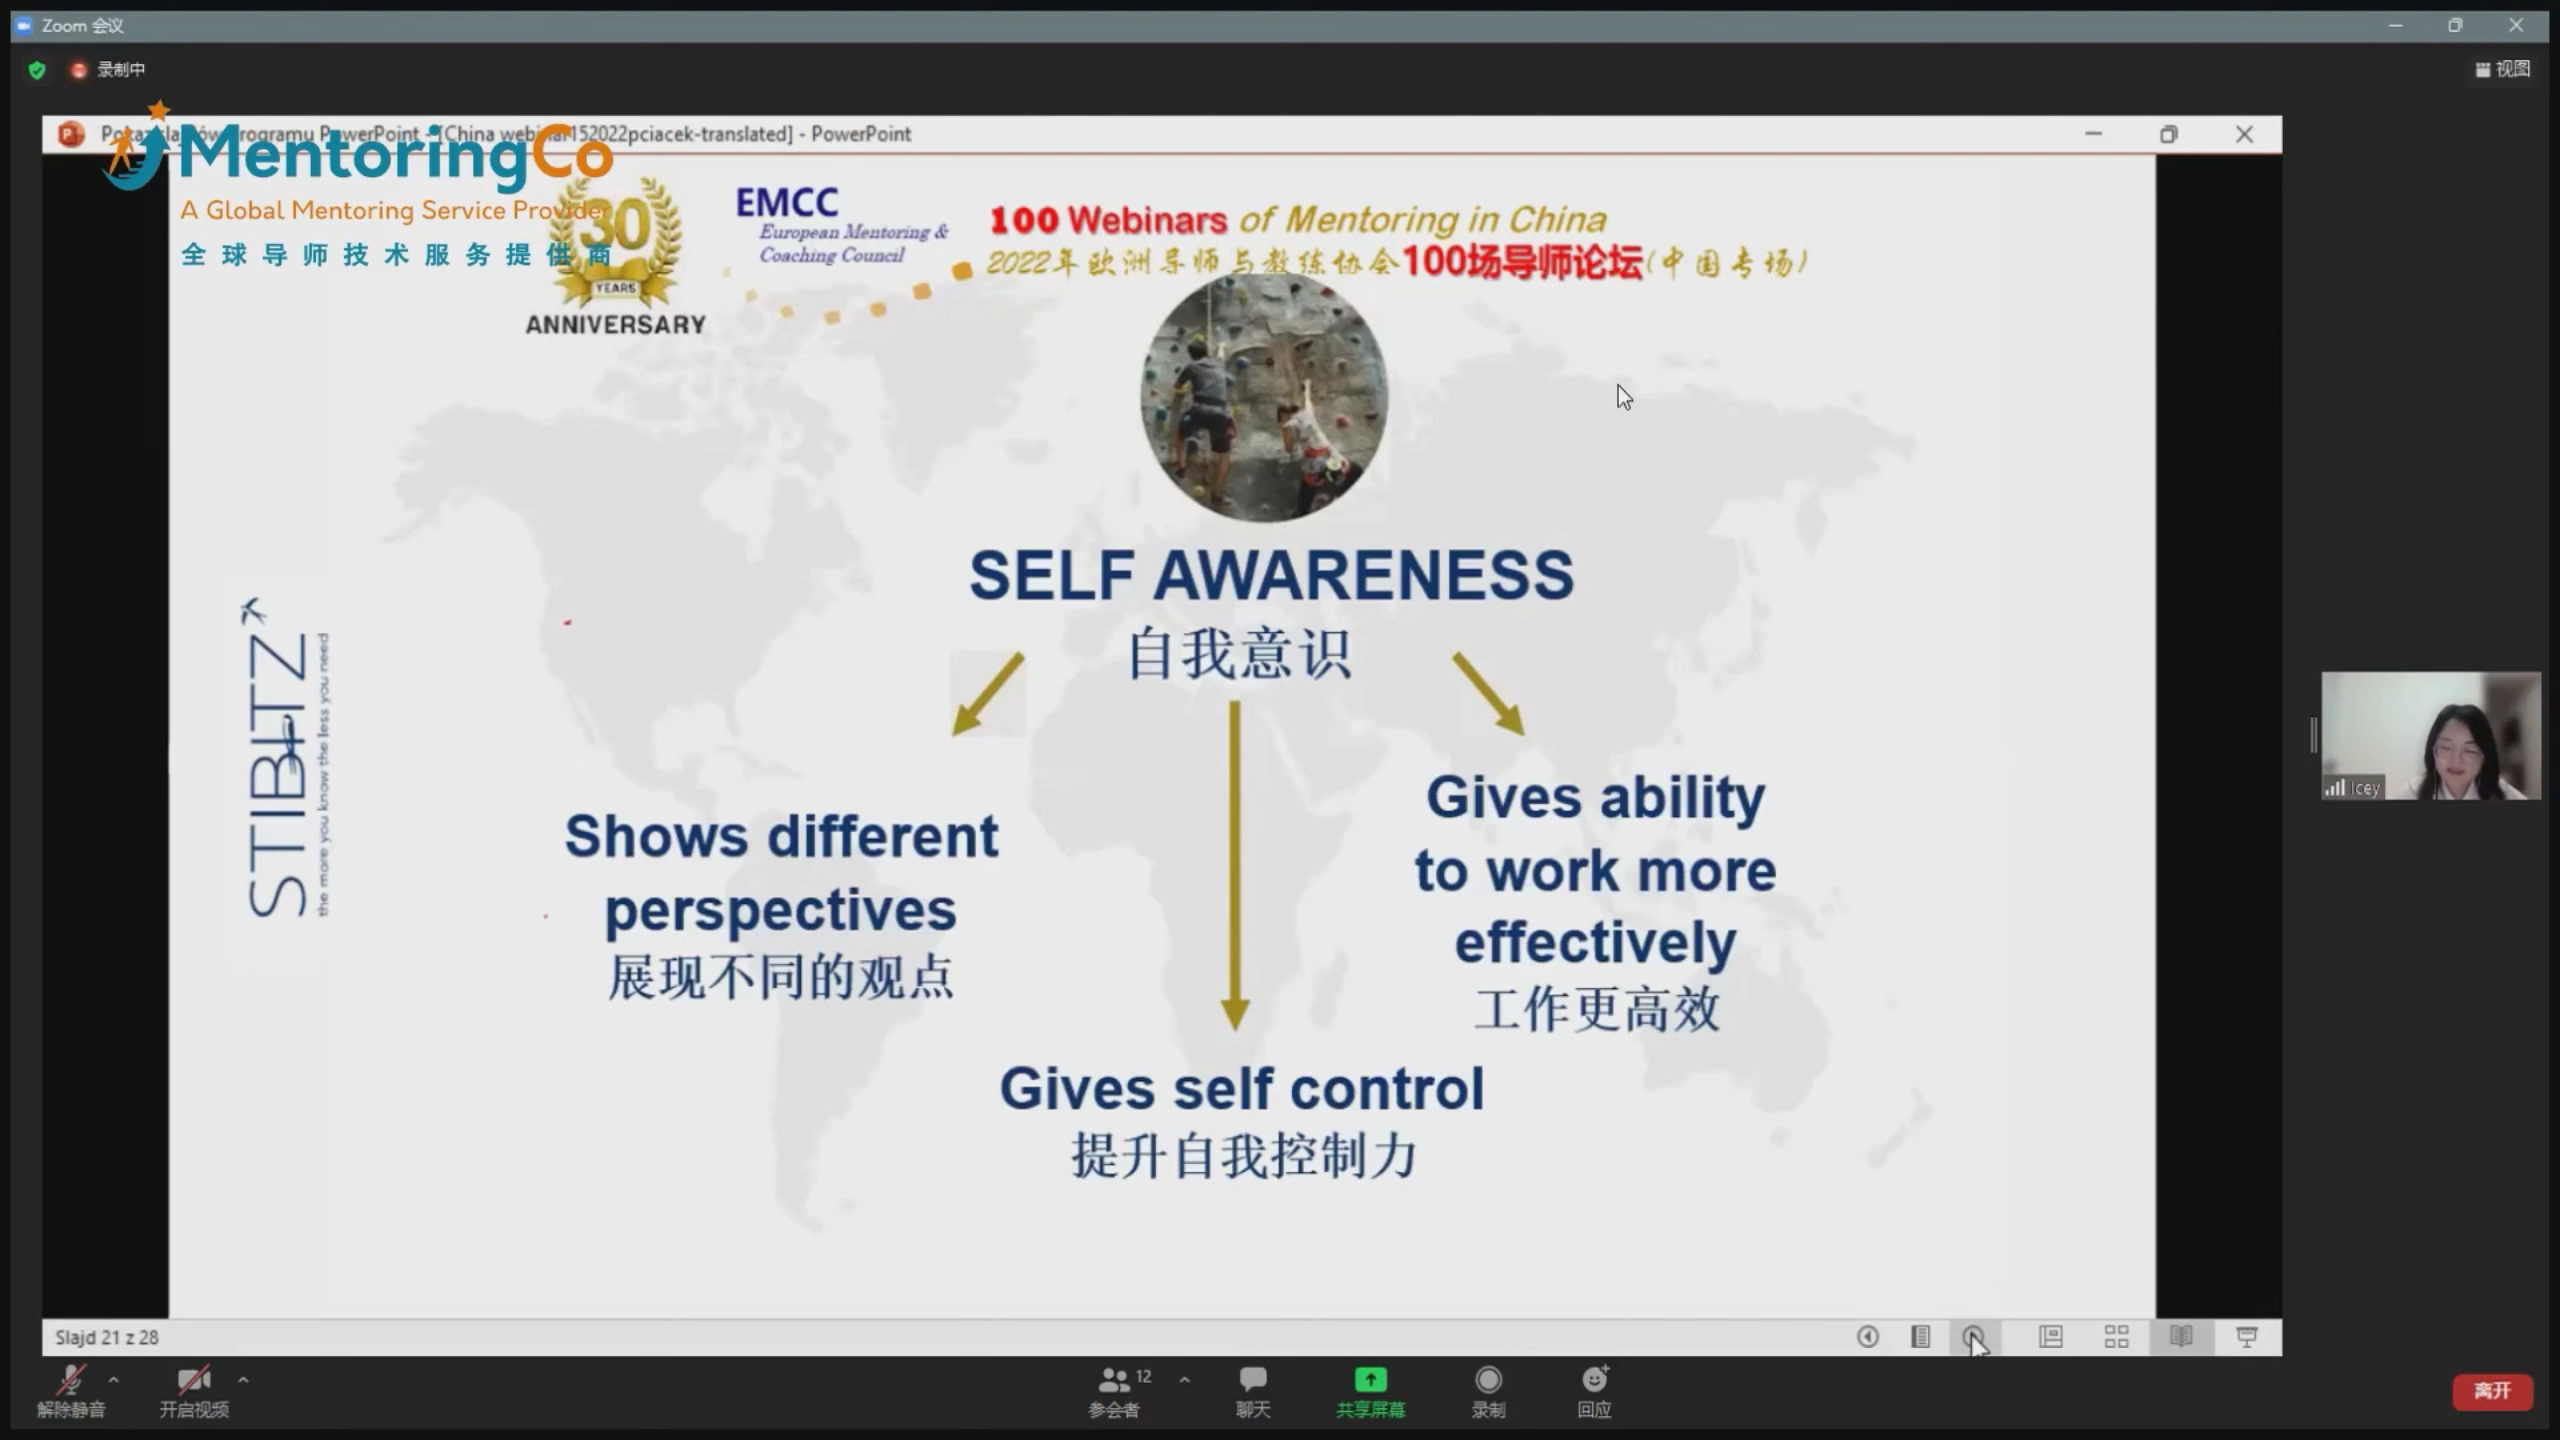 Zoom 会议
录制中
视图
[China webinar152022pciacek-translated] - PowerPoint
MentoringCo
A Global Mentoring Service Provider
全球导师技术服务提供商
30
YEARS
ANNIVERSARY
EMCC
European Mentoring &
Coaching Council
100 Webinars of Mentoring in China
2022年欧洲导师与教练协会100场导师论坛(中国专场)
SELF AWARENESS
自我意识
STIBITZ
the more you know the less you need
Shows different
perspectives
展现不同的观点
Gives ability
to work more
effectively
工作更高效
Gives self control
提升自我控制力
Icey
Slajd 21 z 28
解除静音
开启视频
12
参会者
聊天
共享屏幕
录制
回应
离开